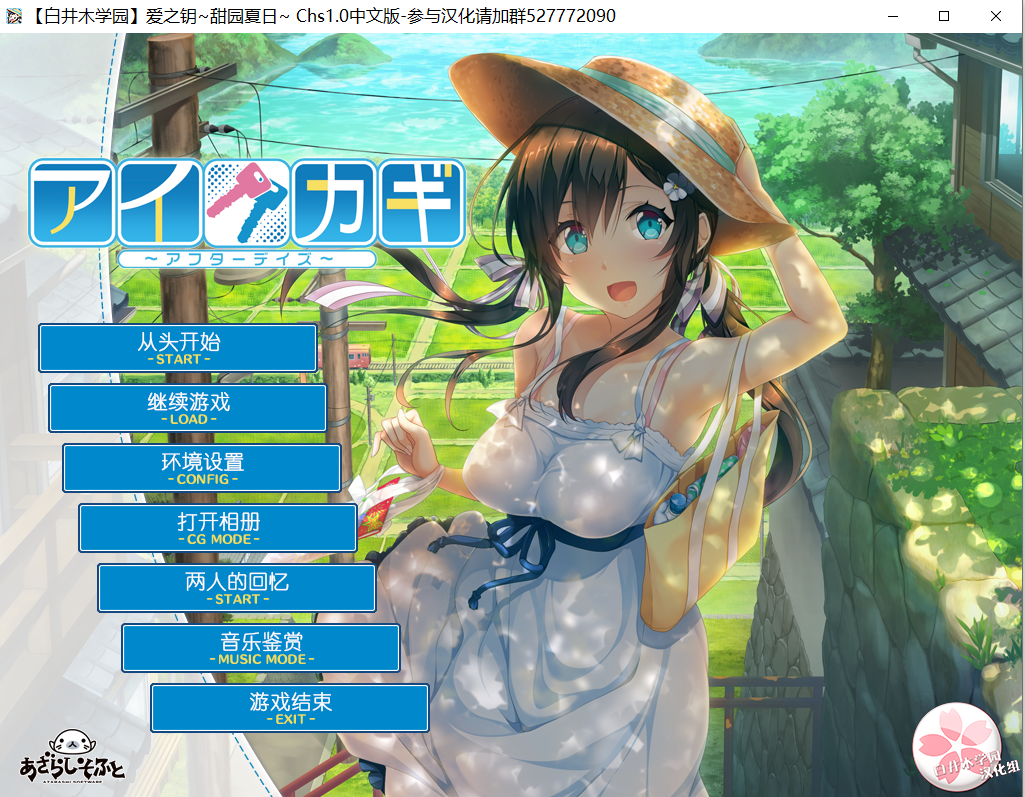 【白井木学园】爱之钥~甜园夏日~ Chs1.0中文版-参与汉化请加群527772090
アイカギ
～アフターデイズ～
从头开始
-START-
继续游戏
-LOAD-
环境设置
-CONFIG-
打开相册
-CG MODE-
两人的回忆
-START-
音乐鉴赏
-MUSIC MODE-
游戏结束
-EXIT-
あざらしそふと
AZARASHI SOFTWARE
白井木学园
汉化组